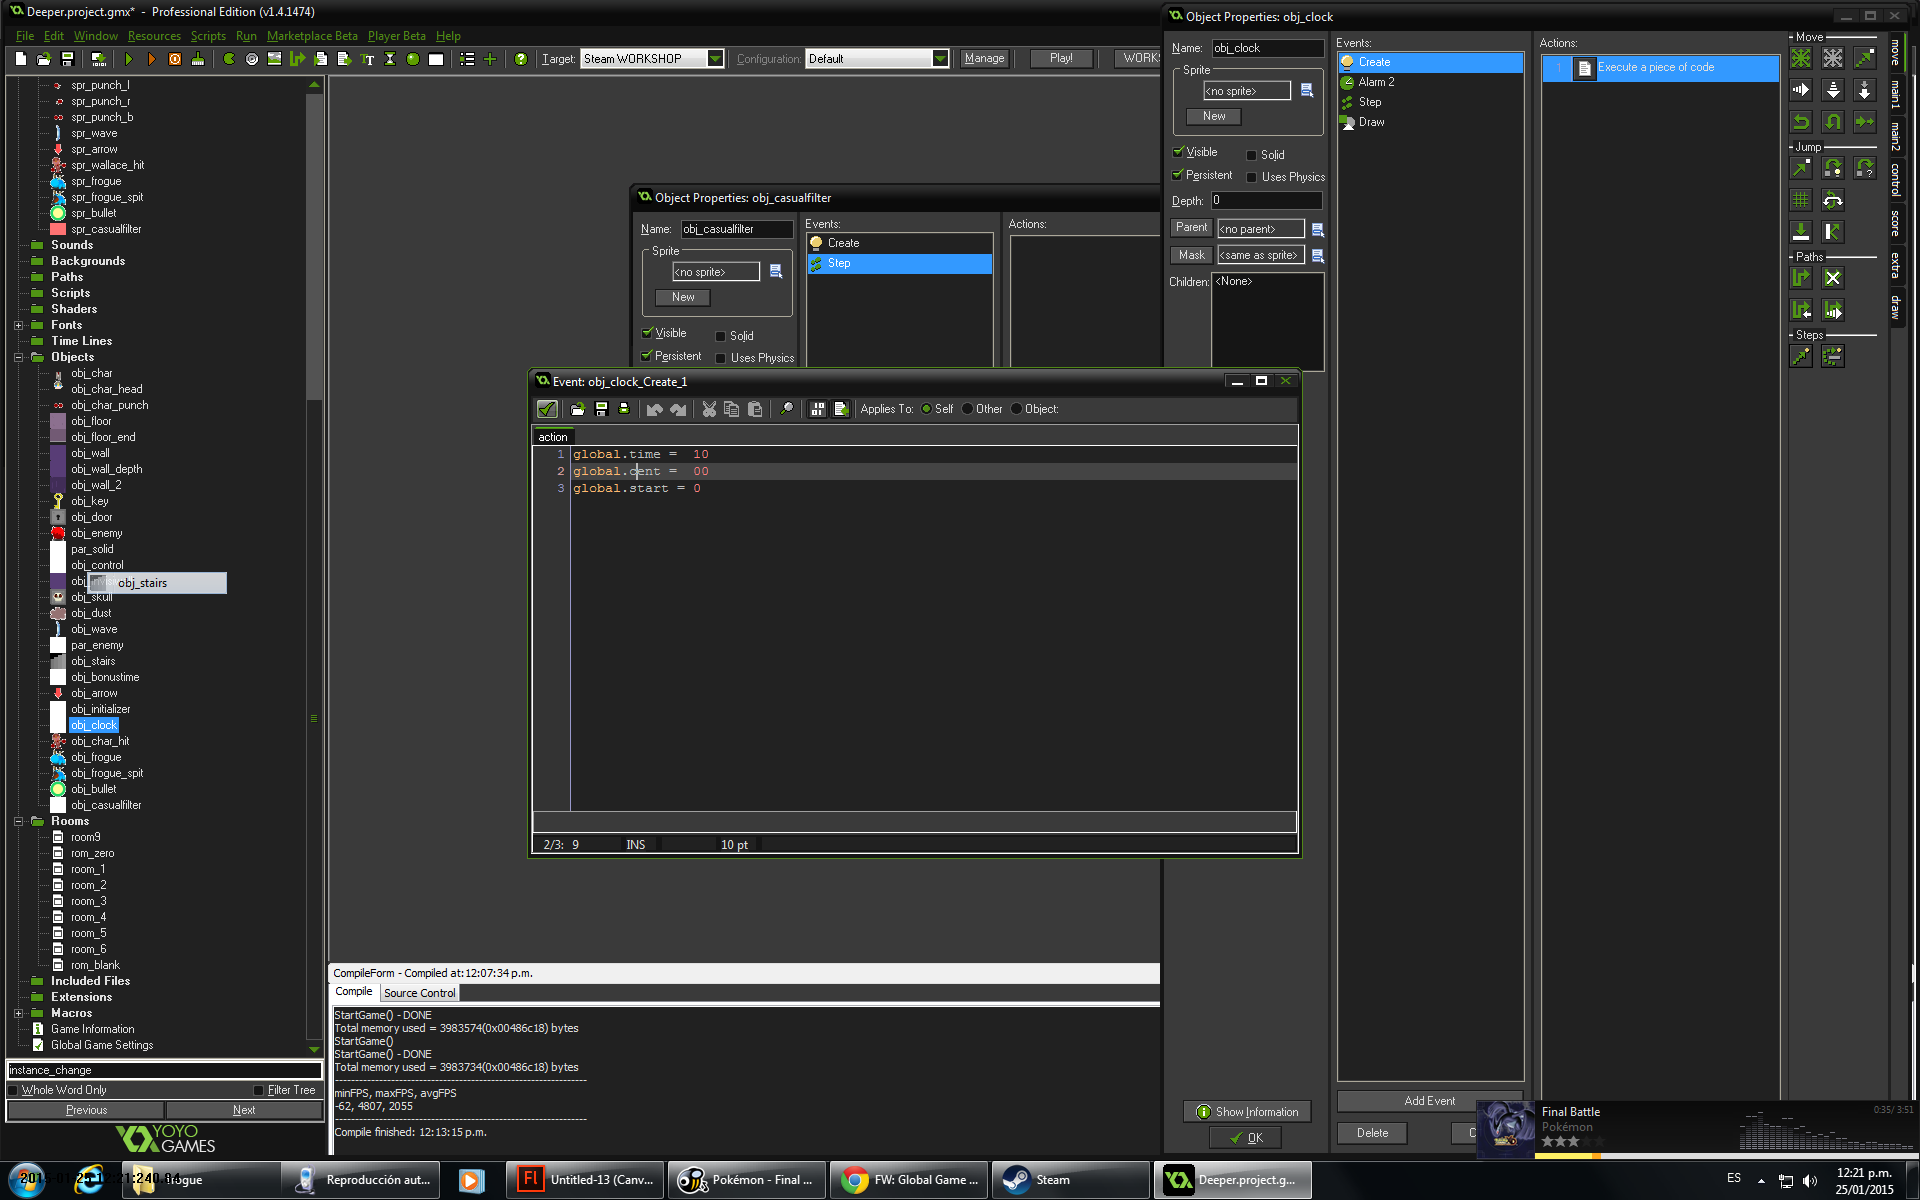 Deeper.project.gmx* - Professional Edition (v1.4.1474)
File Edit Window Resources Scripts Run Marketplace Beta Player Beta Help
Target: Steam WORKSHOP
Configuration: Default
Manage
Play!
WORK
spr_punch_l
spr_punch_r
spr_punch_b
spr_wave
spr_arrow
spr_wallace_hit
spr_frogue
spr_frogue_spit
spr_bullet
spr_casualfilter
Sounds
Backgrounds
Paths
Scripts
Shaders
Fonts
Time Lines
Objects
obj_char
obj_char_head
obj_char_punch
obj_floor
obj_floor_end
obj_wall
obj_wall_depth
obj_wall_2
obj_key
obj_door
obj_enemy
par_solid
obj_control
obj_stairs
obj_skull
obj_dust
obj_wave
par_enemy
obj_stairs
obj_bonustime
obj_arrow
obj_initializer
obj_clock
obj_char_hit
obj_frogue
obj_frogue_spit
obj_bullet
obj_casualfilter
Rooms
room9
rom_zero
room_1
room_2
room_3
room_4
room_5
room_6
rom_blank
Included Files
Extensions
Macros
Game Information
Global Game Settings
instance_change
Whole Word Only
Filter Tree
Previous
Next
YOYO
GAMES
Object Properties: obj_casualfilter
Name: obj_casualfilter
Sprite
<no sprite>
New
Visible
Solid
Persistent
Uses Physics
Events:
Create
Step
Actions:
Event: obj_clock_Create_1
Applies To: Self Other Object:
action
1 global.time =  10
2 global.cent =  00
3 global.start = 0
2/3: 9
INS
10 pt
CompileForm - Compiled at: 12:07:34 p.m.
Compile
Source Control
StartGame() - DONE
Total memory used = 3983574(0x00486c18) bytes
StartGame()
StartGame() - DONE
Total memory used = 3983734(0x00486c18) bytes
minFPS, maxFPS, avgFPS
-62, 4807, 2055
Compile finished: 12:13:15 p.m.
Object Properties: obj_clock
Name: obj_clock
Sprite
<no sprite>
New
Visible
Solid
Persistent
Uses Physics
Depth: 0
Parent
<no parent>
Mask
<same as sprite>
Children: <None>
Show Information
OK
Events:
Create
Alarm 2
Step
Draw
Add Event
Delete
C
Actions:
1 Execute a piece of code
Move
Jump
Paths
Steps
move
main1
main2
control
score
extra
draw
Final Battle
Pokémon
0:35/ 3:51
2015-01-25 12:21:240.04
ogue
Reproducción aut...
Untitled-13 (Canv...
Pokémon - Final ...
FW: Global Game ...
Steam
Deeper.project.g...
ES
12:21 p.m.
25/01/2015